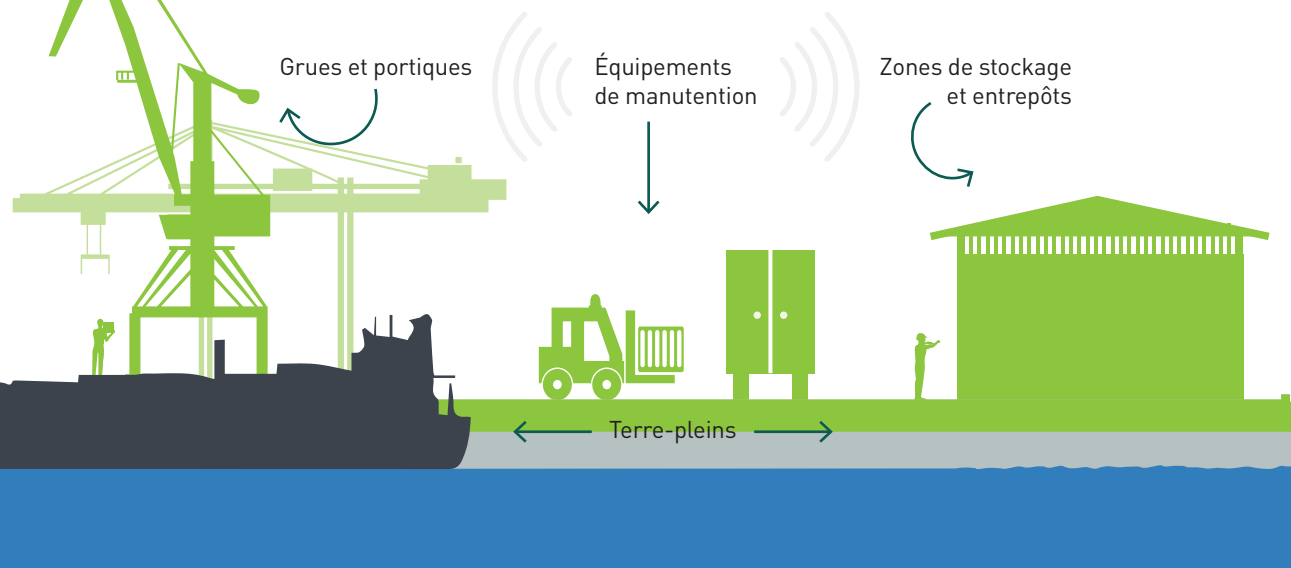 Grues et portiques
Équipements
de manutention
Zones de stockage
et entrepôts
Terre-pleins